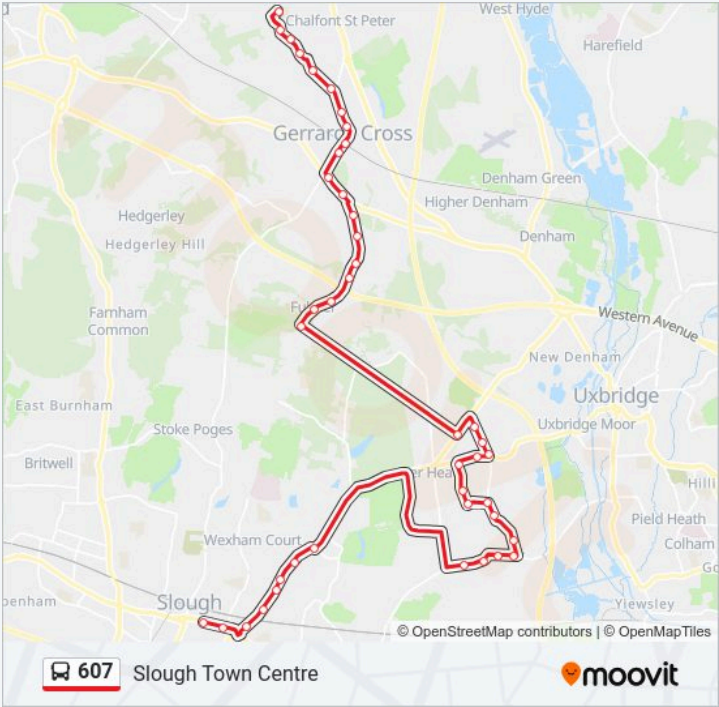 Chalfont St Peter
West Hyde
Harefield
Gerrard
Cross
Denham Green
Higher Denham
Hedgerley
Denham
Hedgerley Hill
Farnham
Common
Western Avenue
New Denham
Uxbridge
East Burnham
Stoke Poges
Uxbridge Moor
Britwell
Pield Heath
Wexham Court
Colham
Slough
Yiewsley
© OpenStreetMap contributors | © OpenMapTiles
607 Slough Town Centre
moovit